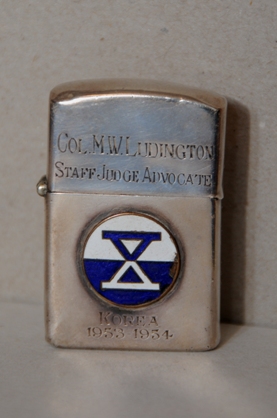 COL. M.W. LUDINGTON
STAFF JUDGE ADVOCATE
X
KOREA
1953-1954